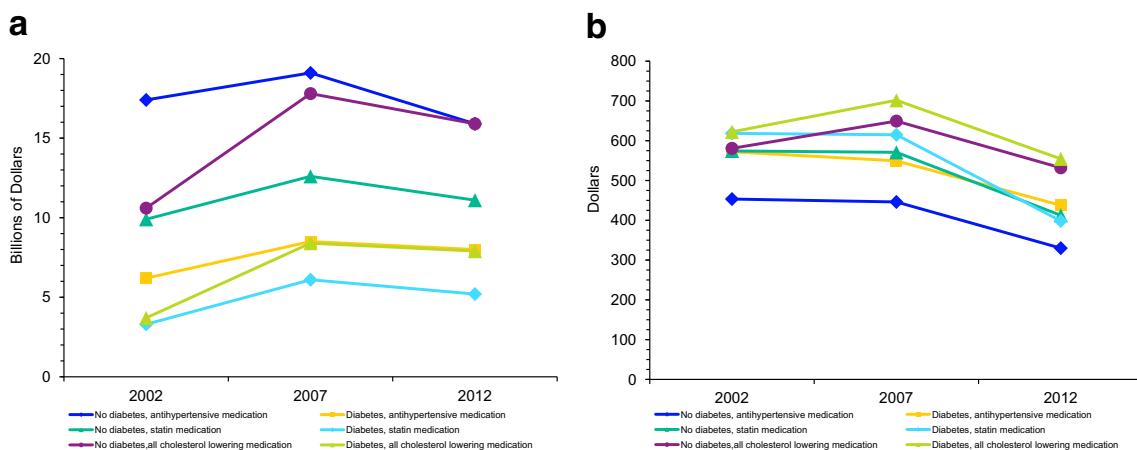 a
Billions of Dollars
20
15
10
5
0
2002 2007 2012
No diabetes, antihypertensive medication Diabetes, antihypertensive medication
No diabetes, statin medication Diabetes, statin medication
No diabetes,all cholesterol lowering medication Diabetes, all cholesterol lowering medication
b
Dollars
800
700
600
500
400
300
200
100
0
2002 2007 2012
No diabetes, antihypertensive medication Diabetes, antihypertensive medication
No diabetes, statin medication Diabetes, statin medication
No diabetes,all cholesterol lowering medication Diabetes, all cholesterol lowering medication